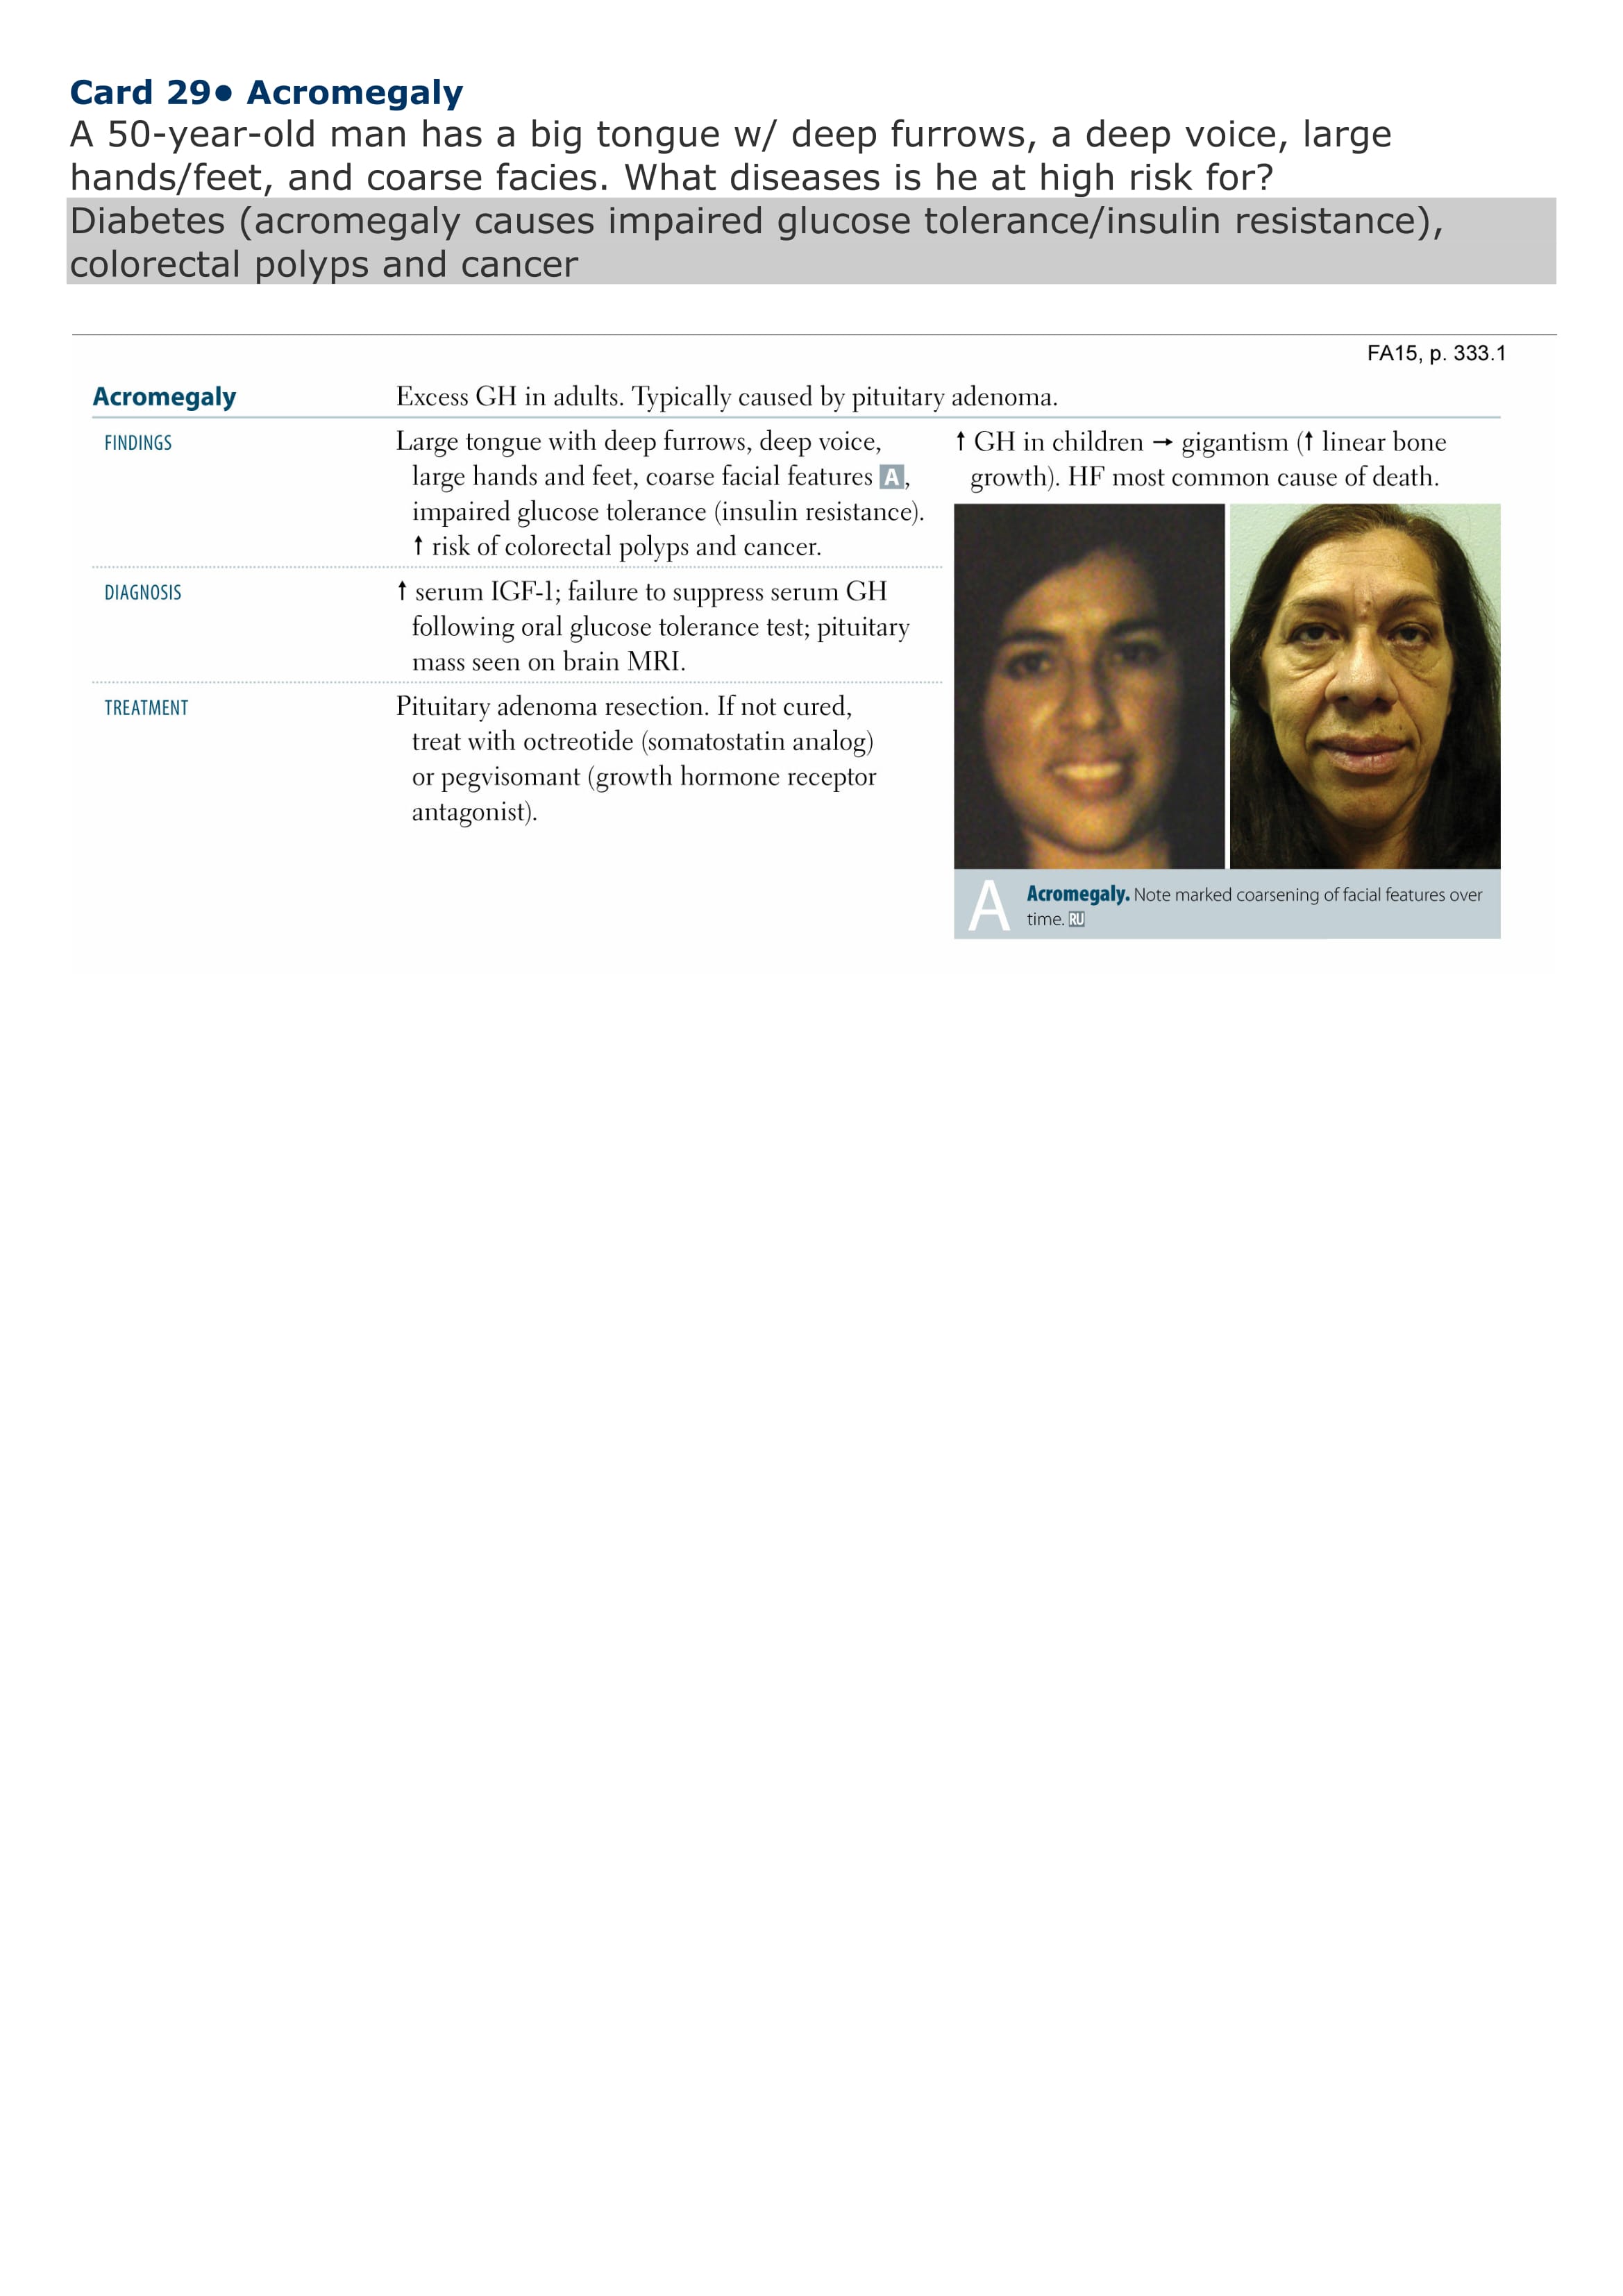 Card 29● Acromegaly
A 50-year-old man has a big tongue w/ deep furrows, a deep voice, large
hands/feet, and coarse facies. What diseases is he at high risk for?
Diabetes (acromegaly causes impaired glucose tolerance/insulin resistance),
colorectal polyps and cancer
FA15, p. 333.1
Acromegaly
Excess GH in adults. Typically caused by pituitary adenoma.
FINDINGS
Large tongue with deep furrows, deep voice,
large hands and feet, coarse facial features A,
impaired glucose tolerance (insulin resistance).
↑ risk of colorectal polyps and cancer.
↑ GH in children → gigantism (↑ linear bone
growth). HF most common cause of death.
DIAGNOSIS
↑ serum IGF-1; failure to suppress serum GH
following oral glucose tolerance test; pituitary
mass seen on brain MRI.
TREATMENT
Pituitary adenoma resection. If not cured,
treat with octreotide (somatostatin analog)
or pegvisomant (growth hormone receptor
antagonist).
A
Acromegaly. Note marked coarsening of facial features over
time. RU